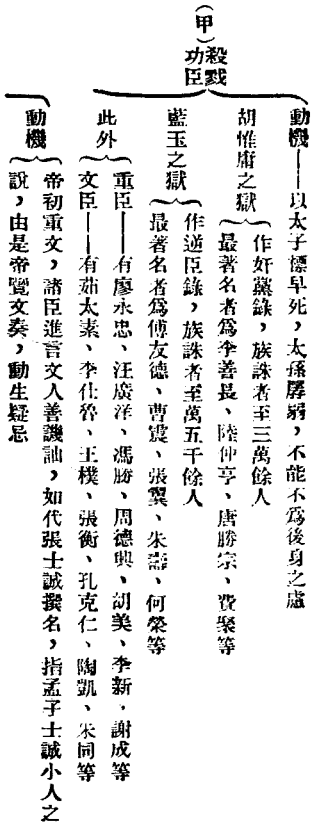 （甲）殺戮功臣
動機——以太子標早死，太孫孱弱，不能不爲後身之慮
胡惟庸之獄
作奸黨錄，族誅者至三萬餘人
最著名者爲李善長、陸仲亨、唐勝宗、費聚等
藍玉之獄
作逆臣錄，族誅者至萬五千餘人
最著名者爲傅友德、曹震、張翼、朱壽、何榮等
此外
重臣——有廖永忠、汪廣洋、馮勝、周德興、胡美、李新、謝成等
文臣——有茹太素、李仕魯、王樸、張衡、孔克仁、陶凱、朱同等
動機
帝初重文，諸臣進言文人善譏訕，如代張士誠撰名，指孟子士誠小人之
說，由是帝覽文奏，動生疑忌